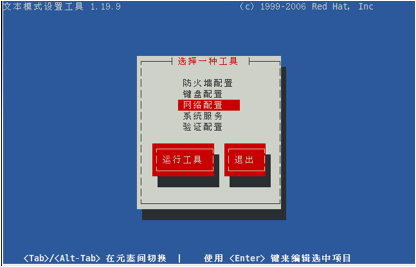 文本模式设置工具 1.19.9 (c) 1999-2006 Red Hat, Inc
选择一种工具
防火墙配置
键盘配置
网络配置
系统服务
验证配置
运行工具 退出
<Tab>/<Alt-Tab> 在元素间切换 | 使用 <Enter> 键来编辑选中项目